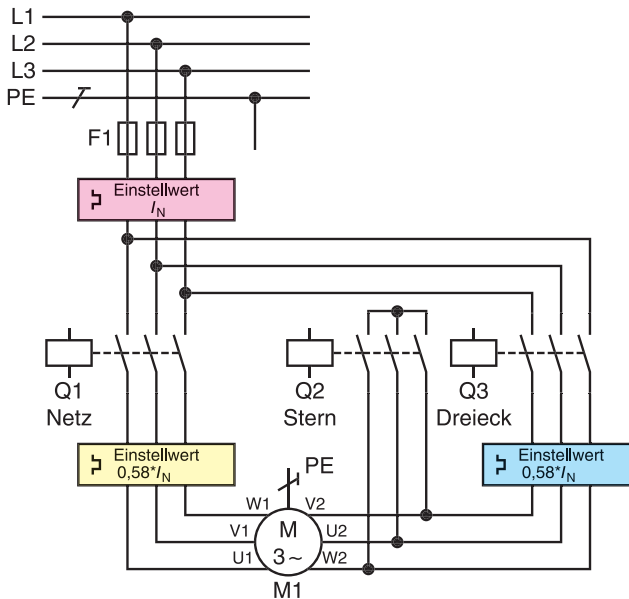 L1
L2
L3
PE
F1
Einstellwert
I_N
Q1
Netz
Q2
Stern
Q3
Dreieck
Einstellwert
0,58*I_N
PE
Einstellwert
0,58*I_N
W1
V2
V1
M
U2
U1
3~
W2
M1